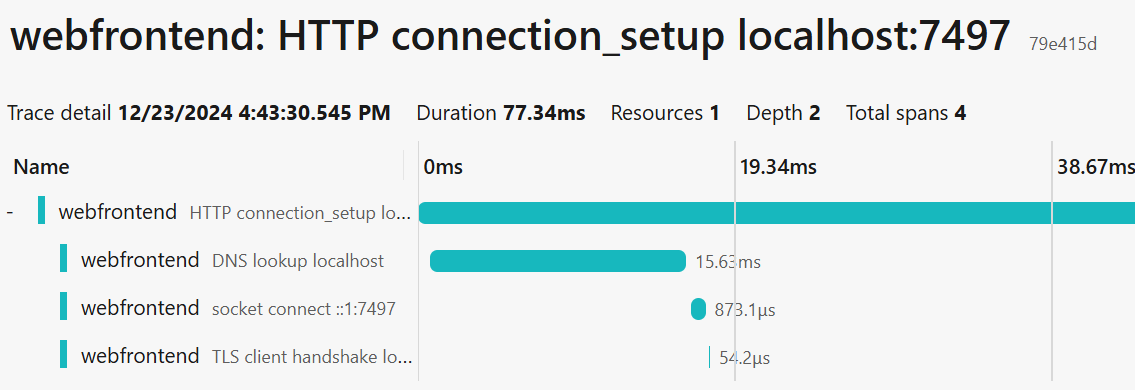 webfrontend: HTTP connection_setup localhost:7497 79e415d
Trace detail 12/23/2024 4:43:30.545 PM Duration 77.34ms Resources 1 Depth 2 Total spans 4
Name 0ms 19.34ms 38.67ms
- webfrontend HTTP connection_setup lo...
webfrontend DNS lookup localhost 15.63ms
webfrontend socket connect ::1:7497 873.1μs
webfrontend TLS client handshake lo... 54.2μs